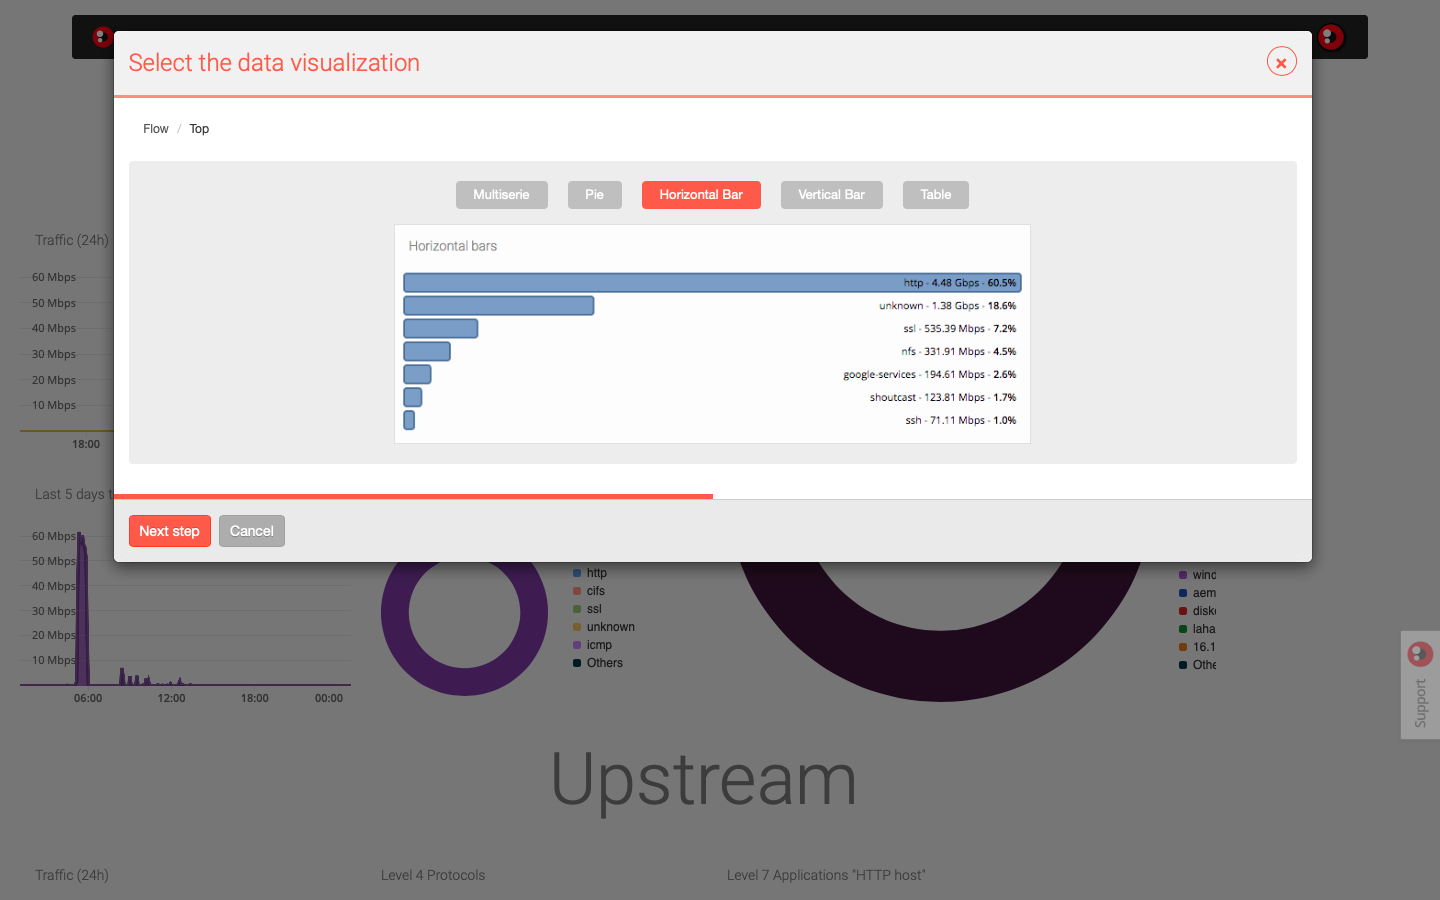 Select the data visualization
Flow / Top
Multiserie Pie Horizontal Bar Vertical Bar Table
Horizontal bars
http - 4.48 Gbps - 60.5%
unknown - 1.38 Gbps - 18.6%
ssl - 535.39 Mbps - 7.2%
nfs - 331.91 Mbps - 4.5%
google-services - 194.61 Mbps - 2.6%
shoutcast - 123.81 Mbps - 1.7%
ssh - 71.11 Mbps - 1.0%
Next step Cancel
Traffic (24h)
60 Mbps
50 Mbps
40 Mbps
30 Mbps
20 Mbps
10 Mbps
18:00
Last 5 days t
60 Mbps
50 Mbps
40 Mbps
30 Mbps
20 Mbps
10 Mbps
06:00 12:00 18:00 00:00
http
cifs
ssl
unknown
icmp
Others
winc
aem
disk
laha
16.1
Othe
Support
Upstream
Traffic (24h)
Level 4 Protocols
Level 7 Applications "HTTP host"